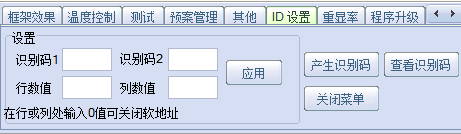 框架效果 温度控制 测试 预案管理 其他 ID 设置 重显率 程序升级
设置
识别码1 识别码2
行数值 列数值 应用
产生识别码 查看识别码
关闭菜单
在行或列处输入0值可关闭软地址